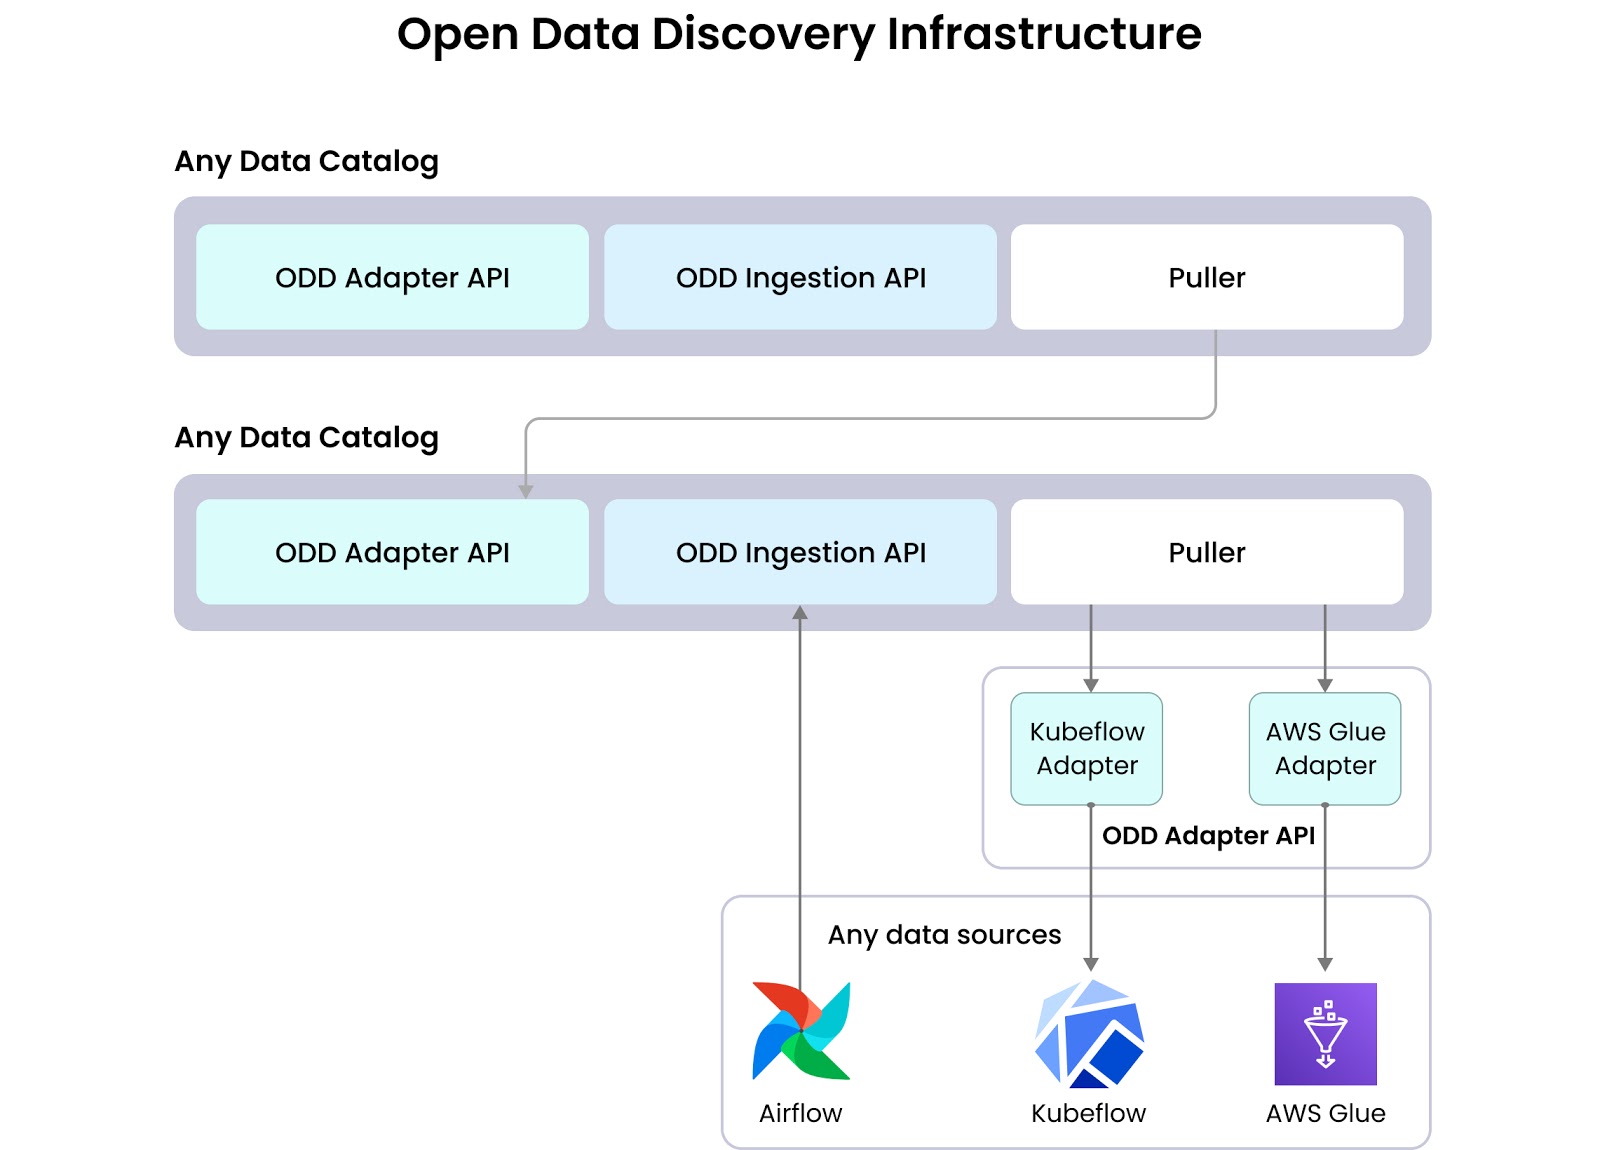 Open Data Discovery Infrastructure
Any Data Catalog
ODD Adapter API
ODD Ingestion API
Puller
Any Data Catalog
ODD Adapter API
ODD Ingestion API
Puller
Kubeflow
Adapter
AWS Glue
Adapter
ODD Adapter API
Any data sources
Airflow
Kubeflow
AWS Glue